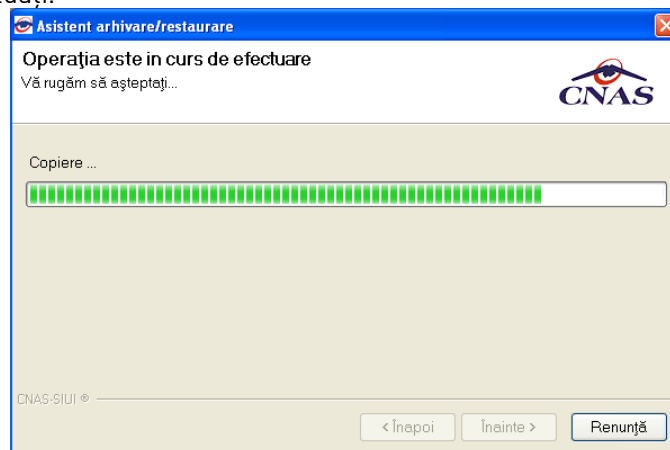 Asistent arhivare/restaurare
Operaţia este in curs de efectuare
Vă rugăm să aşteptaţi...
CNAS
Copiere ...
CNAS-SIUI ®
< Înapoi
Înainte >
Renunţă